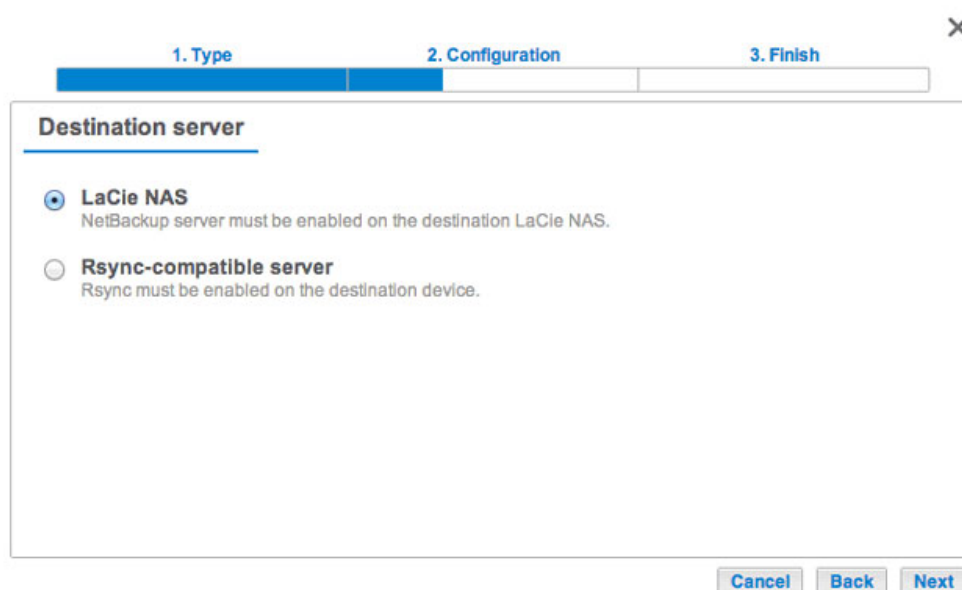 1. Type 2. Configuration 3. Finish
Destination server
LaCie NAS
NetBackup server must be enabled on the destination LaCie NAS.
Rsync-compatible server
Rsync must be enabled on the destination device.
Cancel Back Next